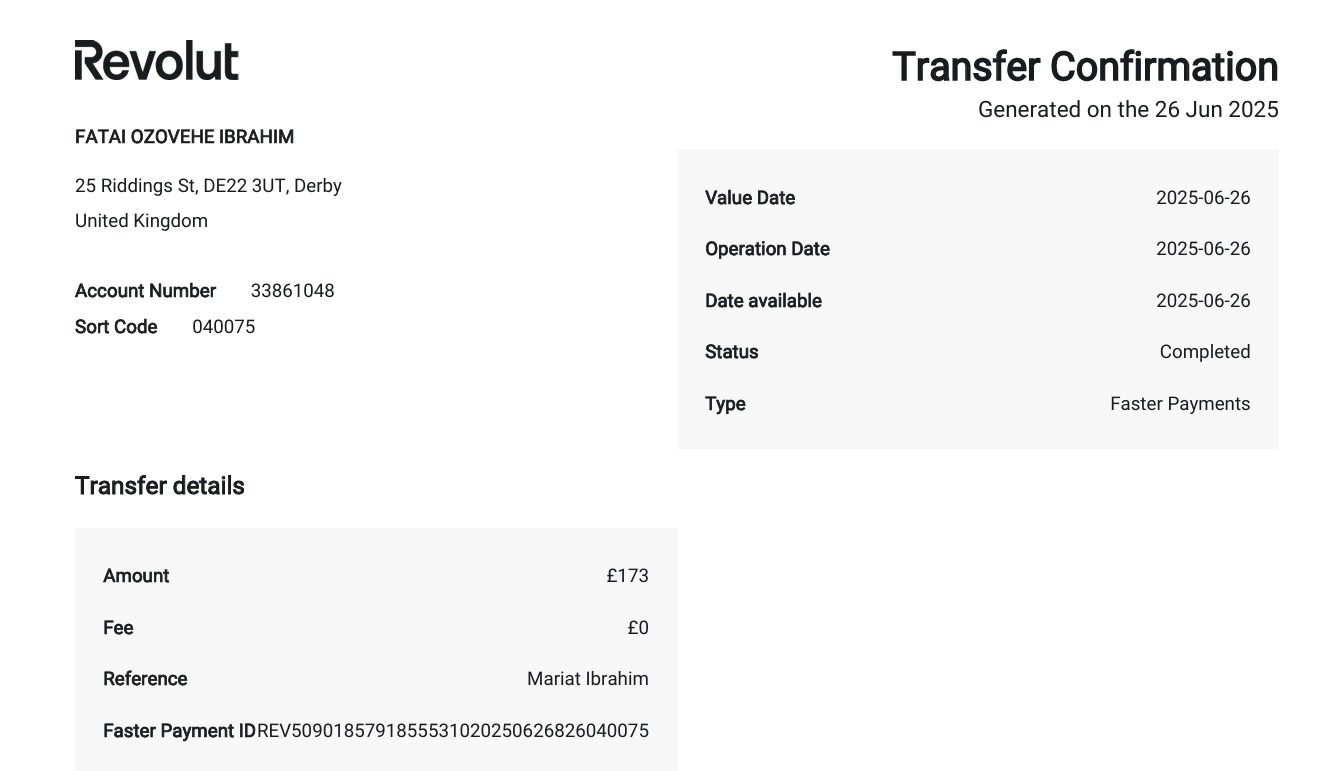 Revolut
Transfer Confirmation
Generated on the 26 Jun 2025
FATAI OZOVEHE IBRAHIM
25 Riddings St, DE22 3UT, Derby
United Kingdom
Account Number 33861048
Sort Code 040075
Value Date 2025-06-26
Operation Date 2025-06-26
Date available 2025-06-26
Status Completed
Type Faster Payments
Transfer details
Amount £173
Fee £0
Reference Mariat Ibrahim
Faster Payment ID REV5090185791855531020250626826040075